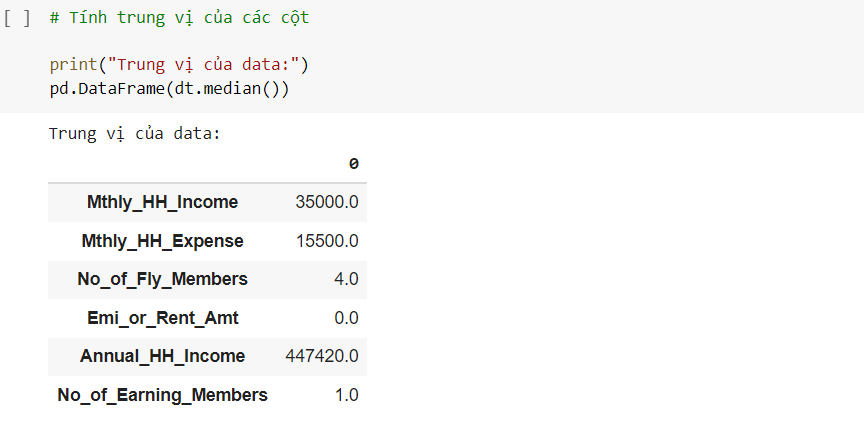 [ ] # Tính trung vị của các cột
print("Trung vị của data:")
pd.DataFrame(dt.median())
Trung vị của data:
0
Mthly_HH_Income 35000.0
Mthly_HH_Expense 15500.0
No_of_Fly_Members 4.0
Emi_or_Rent_Amt 0.0
Annual_HH_Income 447420.0
No_of_Earning_Members 1.0